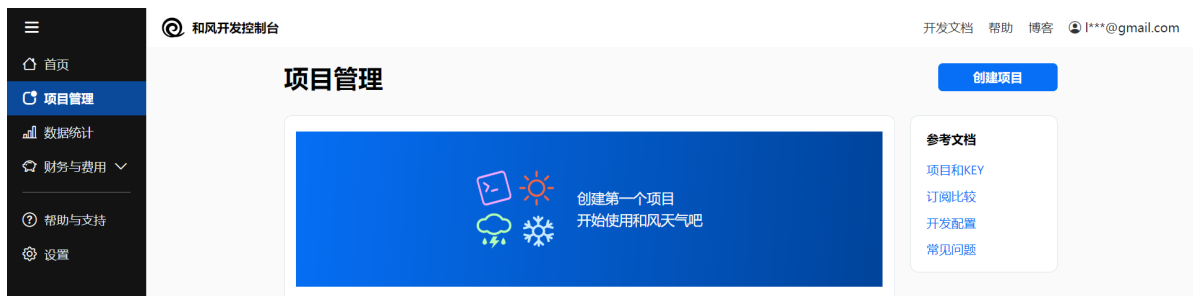 和风开发控制台
开发文档 帮助 博客 l***@gmail.com
首页
项目管理
数据统计
财务与费用
帮助与支持
设置
项目管理
创建项目
创建第一个项目
开始使用和风天气吧
参考文档
项目和KEY
订阅比较
开发配置
常见问题